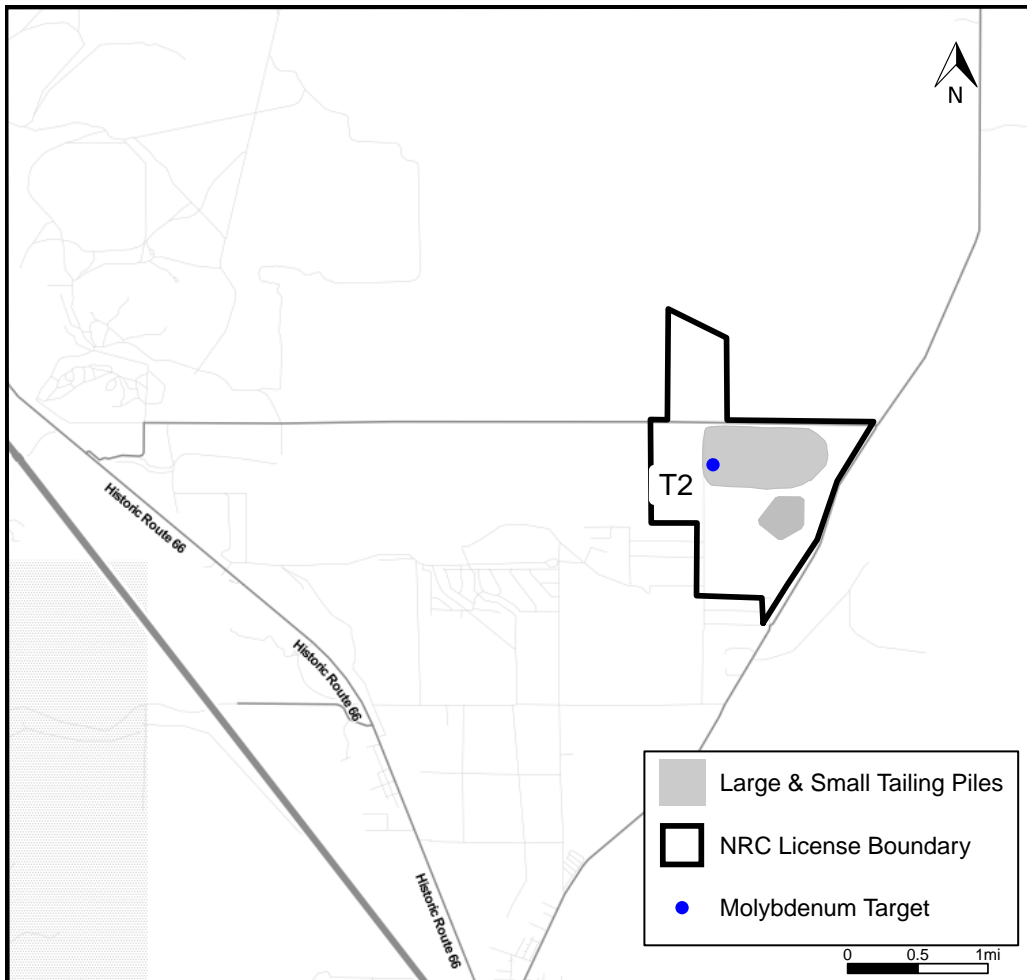 N
T2
Historic Route 66
Historic Route 66
Historic Route 66
Large & Small Tailing Piles
NRC License Boundary
Molybdenum Target
0 0.5 1mi